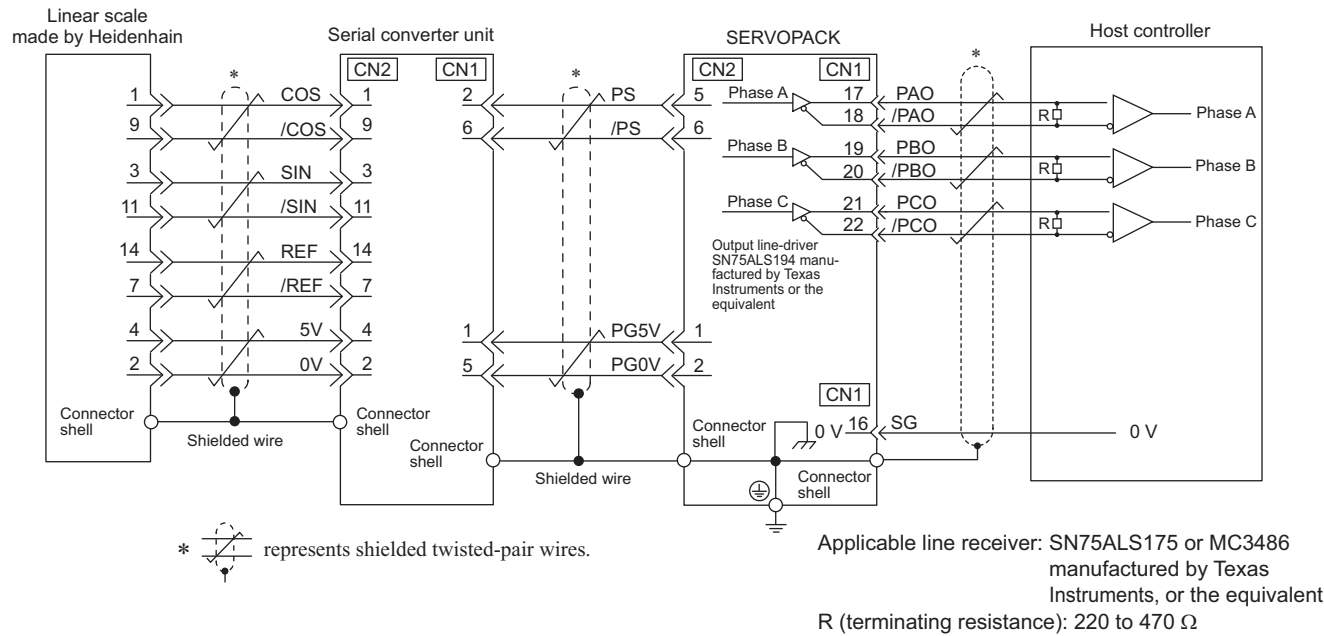 Linear scale
made by Heidenhain
Serial converter unit
SERVOPACK
Host controller
*
*
*
CN2
CN1
CN2
CN1
1
COS
1
9
/COS
9
3
SIN
3
11
/SIN
11
14
REF
14
7
/REF
7
4
5V
4
2
0V
2
Connector
shell
Shielded wire
Connector
shell
2
PS
5
6
/PS
6
1
PG5V
1
5
PG0V
2
Connector
shell
Shielded wire
Connector
shell
Phase A
17
PAO
18
/PAO
R
Phase A
Phase B
19
PBO
20
/PBO
R
Phase B
Phase C
21
PCO
22
/PCO
R
Phase C
Output line-driver
SN75ALS194 manu-
factured by Texas
Instruments or the
equivalent
CN1
0 V
16
SG
0 V
Connector
shell
* represents shielded twisted-pair wires.
Applicable line receiver: SN75ALS175 or MC3486
manufactured by Texas
Instruments, or the equivalent
R (terminating resistance): 220 to 470 Ω